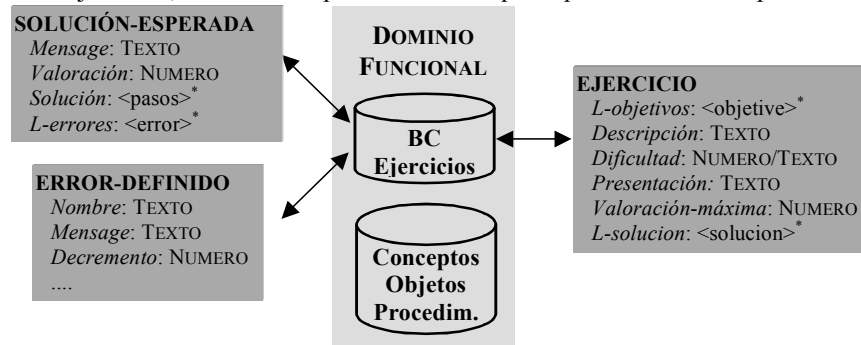 SOLUCIÓN-ESPERADA
Mensage: TEXTO
Valoración: NUMERO
Solución: <pasos>*
L-errores: <error>*
ERROR-DEFINIDO
Nombre: TEXTO
Mensage: TEXTO
Decremento: NUMERO
....
DOMINIO
FUNCIONAL
BC
Ejercicios
Conceptos
Objetos
Procedim.
EJERCICIO
L-objetivos: <objetive>*
Descripción: TEXTO
Dificultad: NUMERO/TEXTO
Presentación: TEXTO
Valoración-máxima: NUMERO
L-solucion: <solucion>*